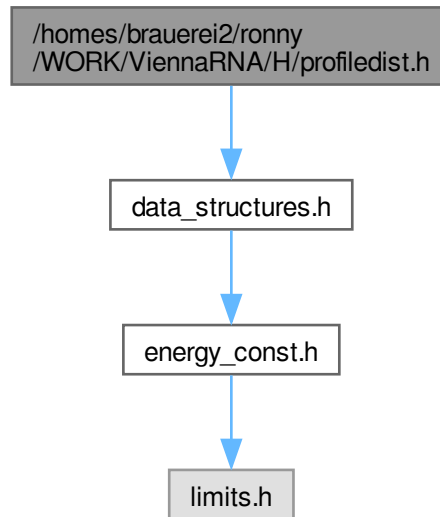 /homes/brauerei2/ronny
/WORK/ViennaRNA/H/profiledist.h
data_structures.h
energy_const.h
limits.h